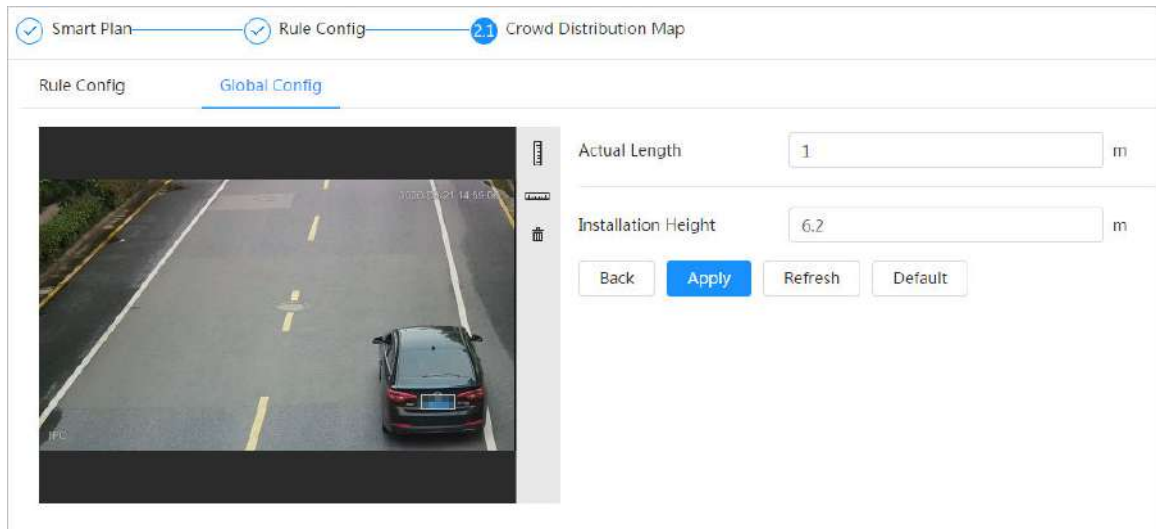 Smart Plan Rule Config 2.1 Crowd Distribution Map
Rule Config Global Config
Actual Length 1 m
Installation Height 6.2 m
Back Apply Refresh Default
IPC